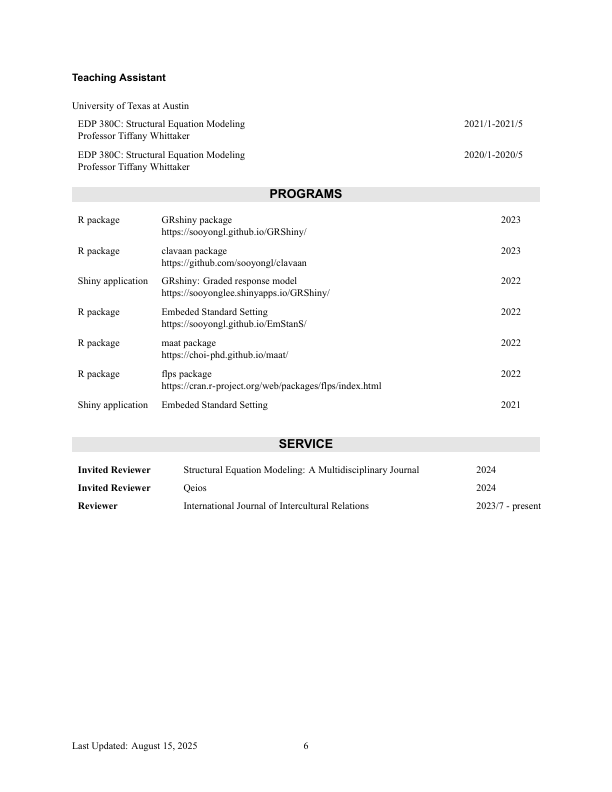 Teaching Assistant
University of Texas at Austin
EDP 380C: Structural Equation Modeling 2021/1-2021/5
Professor Tiffany Whittaker
EDP 380C: Structural Equation Modeling 2020/1-2020/5
Professor Tiffany Whittaker
PROGRAMS
R package GRshiny package 2023
https://sooyongl.github.io/GRShiny/
R package clavaan package 2023
https://github.com/sooyongl/clavaan
Shiny application GRshiny: Graded response model 2022
https://sooyonglee.shinyapps.io/GRShiny/
R package Embeded Standard Setting 2022
https://sooyongl.github.io/EmStanS/
R package maat package 2022
https://choi-phd.github.io/maat/
R package flps package 2022
https://cran.r-project.org/web/packages/flps/index.html
Shiny application Embeded Standard Setting 2021
SERVICE
Invited Reviewer Structural Equation Modeling: A Multidisciplinary Journal 2024
Invited Reviewer Qeios 2024
Reviewer International Journal of Intercultural Relations 2023/7 - present
Last Updated: August 15, 2025 6